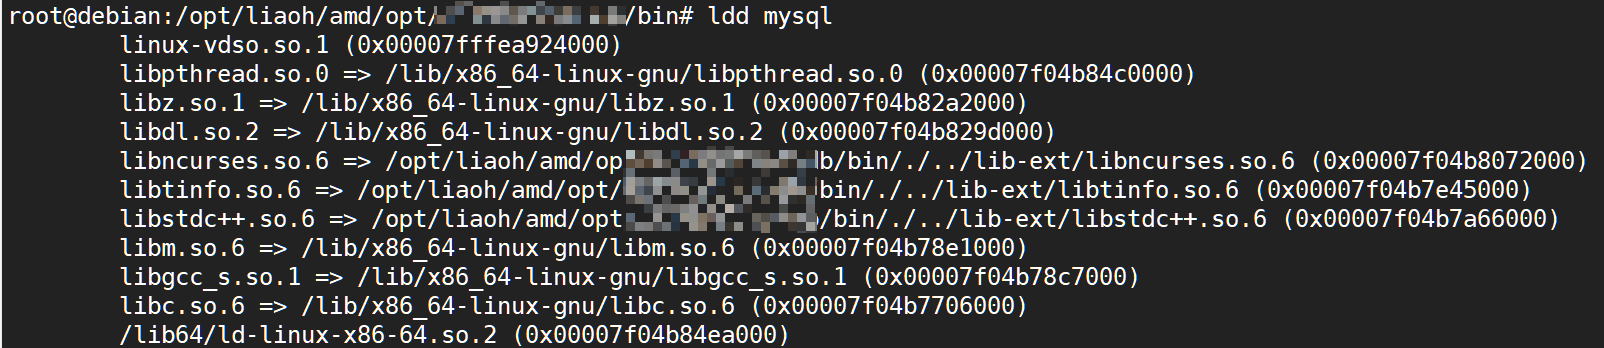 root@debian:/opt/liaoh/amd/opt/ /bin# ldd mysql
linux-vdso.so.1 (0x00007fffea924000)
libpthread.so.0 => /lib/x86_64-linux-gnu/libpthread.so.0 (0x00007f04b84c0000)
libz.so.1 => /lib/x86_64-linux-gnu/libz.so.1 (0x00007f04b82a2000)
libdl.so.2 => /lib/x86_64-linux-gnu/libdl.so.2 (0x00007f04b829d000)
libncurses.so.6 => /opt/liaoh/amd/op b/bin/./../lib-ext/libncurses.so.6 (0x00007f04b8072000)
libtinfo.so.6 => /opt/liaoh/amd/opt/ /bin/./../lib-ext/libtinfo.so.6 (0x00007f04b7e45000)
libstdc++.so.6 => /opt/liaoh/amd/opt /bin/./../lib-ext/libstdc++.so.6 (0x00007f04b7a66000)
libm.so.6 => /lib/x86_64-linux-gnu/libm.so.6 (0x00007f04b78e1000)
libgcc_s.so.1 => /lib/x86_64-linux-gnu/libgcc_s.so.1 (0x00007f04b78c7000)
libc.so.6 => /lib/x86_64-linux-gnu/libc.so.6 (0x00007f04b7706000)
/lib64/ld-linux-x86-64.so.2 (0x00007f04b84ea000)